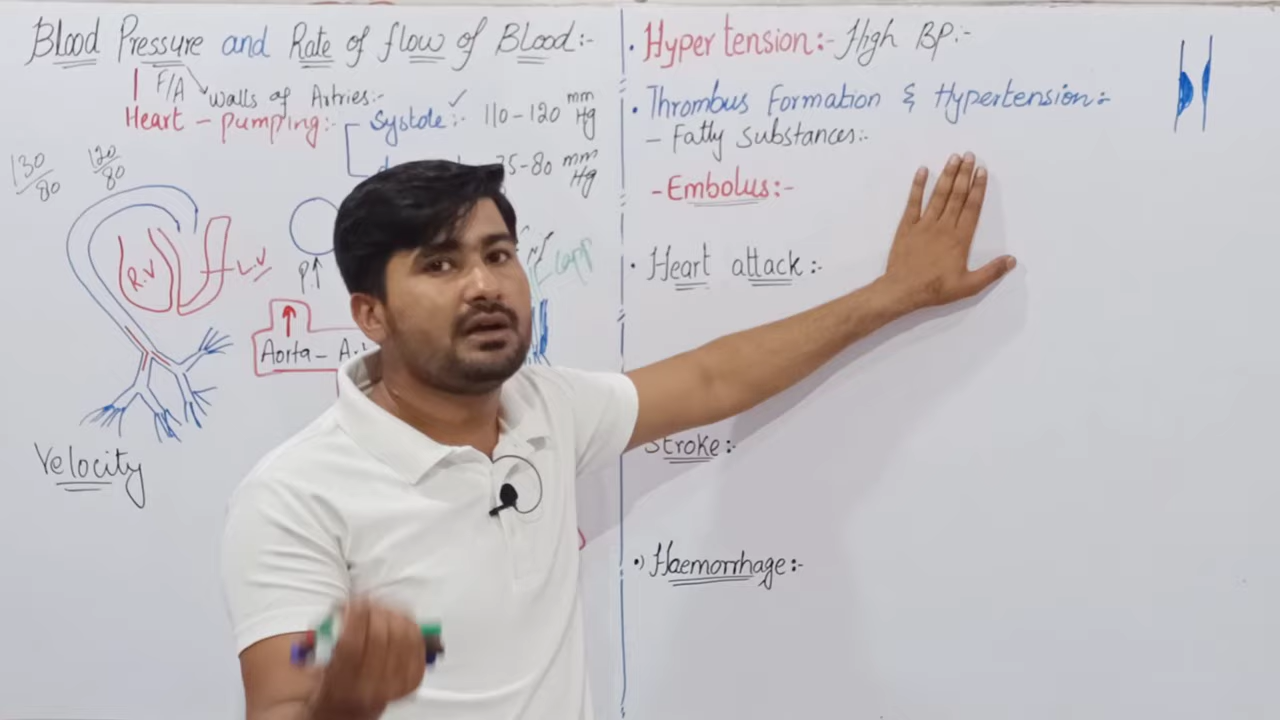 Blood Pressure and Rate of flow of Blood:-
F/A walls of Artries:-
Heart - pumping:- Systole:- 110-120 mm Hg
35-80 mm Hg
130/80
120/80
R.V
L.V
P.↑
Aorta - A
Velocity
Hypertension:- High BP:-
Thrombus Formation & Hypertension:-
- Fatly substances:-
- Embolus:-
Heart attack:-
Stroke:-
Haemorrhage:-